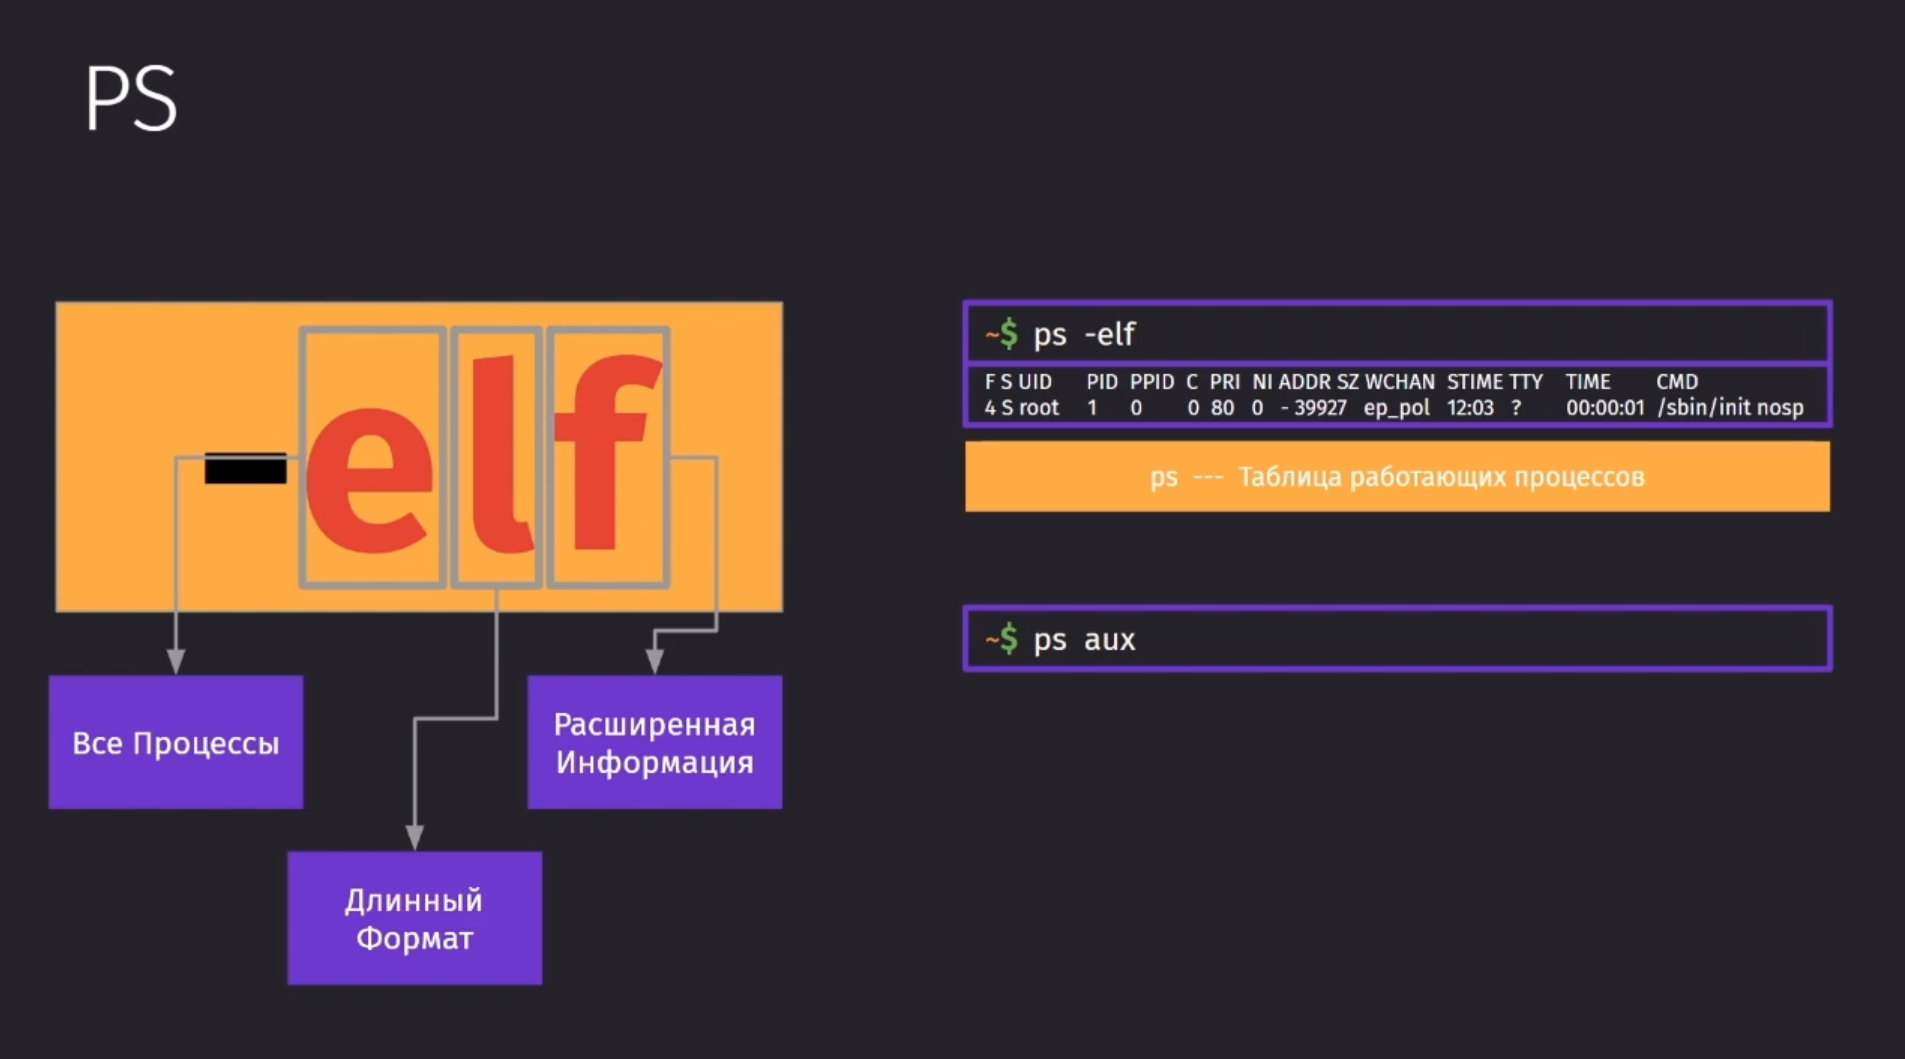 PS
-elf
Все Процессы
Длинный
Формат
Расширенная
Информация
~$ ps -elf
F S UID PID PPID C PRI NI ADDR SZ WCHAN STIME TTY TIME CMD
4 S root 1 0 0 80 0 - 39927 ep_pol 12:03 ? 00:00:01 /sbin/init nosp
ps --- Таблица работающих процессов
~$ ps aux